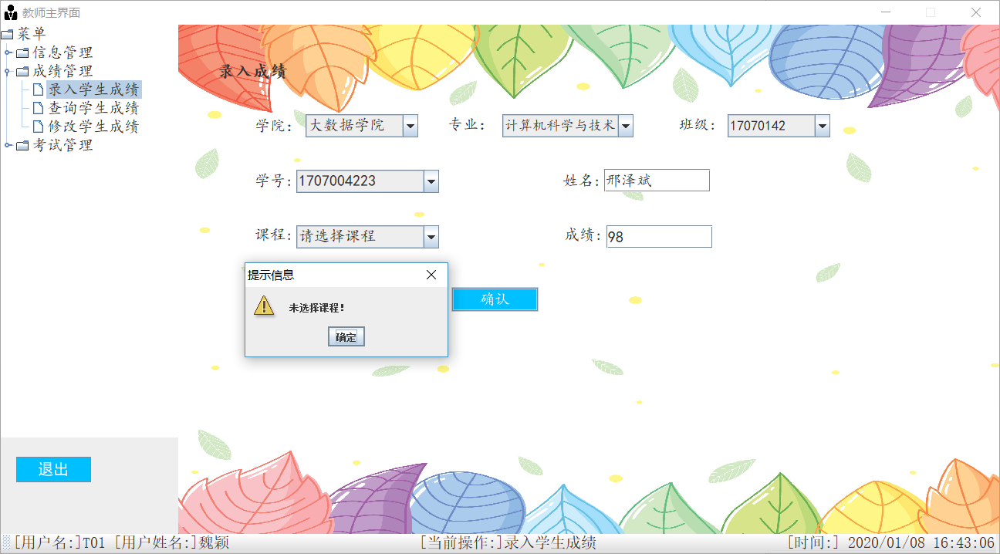 教师主界面
菜单
信息管理
成绩管理
录入学生成绩
查询学生成绩
修改学生成绩
考试管理
录入成绩
学院: 大数据学院 专业: 计算机科学与技术 班级: 17070142
学号: 1707004223 姓名: 邢泽斌
课程: 请选择课程 成绩: 98
提示信息
未选择课程!
确定
确认
退出
[用户名:]T01 [用户姓名:]魏颖 [当前操作:]录入学生成绩 [时间:] 2020/01/08 16:43:06